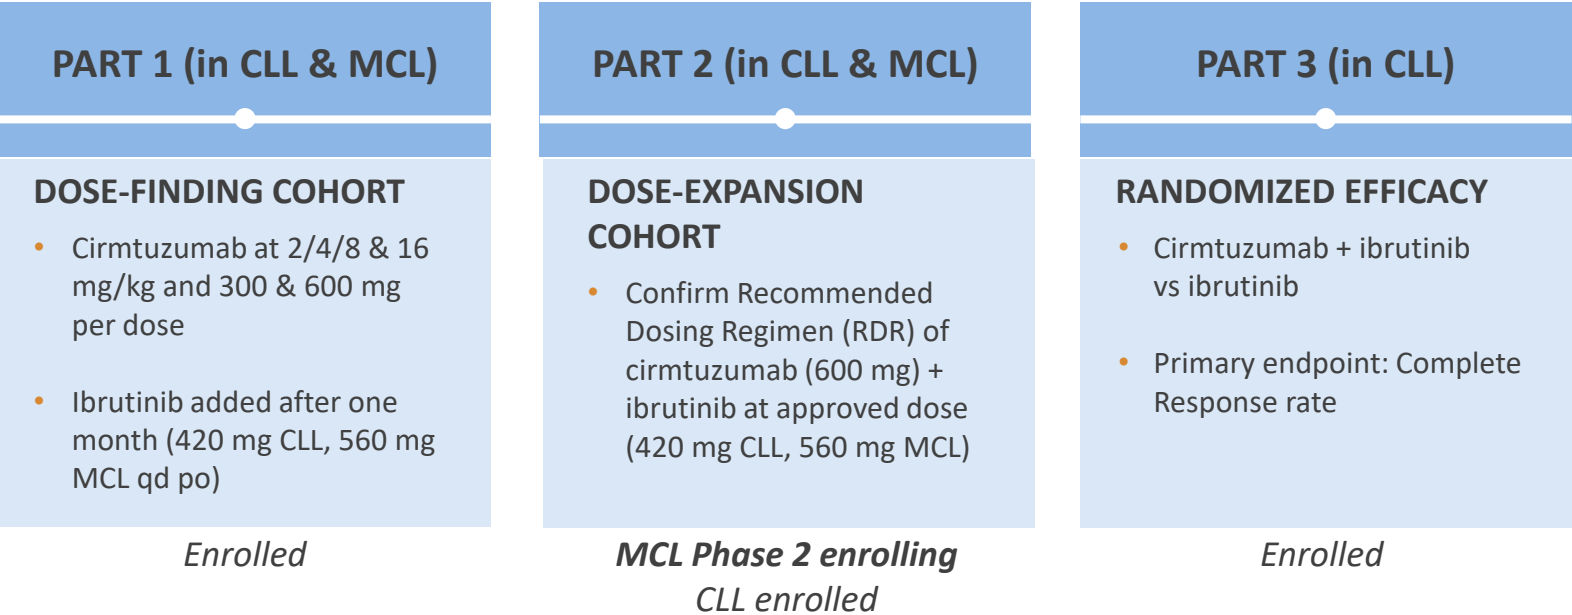 PART 1 (in CLL & MCL)
DOSE-FINDING COHORT
• Cirmtuzumab at 2/4/8 & 16
mg/kg and 300 & 600 mg
per dose
• Ibrutinib added after one
month (420 mg CLL, 560 mg
MCL qd po)
Enrolled
PART 2 (in CLL & MCL)
DOSE-EXPANSION
COHORT
• Confirm Recommended
Dosing Regimen (RDR) of
cirmtuzumab (600 mg) +
ibrutinib at approved dose
(420 mg CLL, 560 mg MCL)
MCL Phase 2 enrolling
CLL enrolled
PART 3 (in CLL)
RANDOMIZED EFFICACY
• Cirmtuzumab + ibrutinib
vs ibrutinib
• Primary endpoint: Complete
Response rate
Enrolled